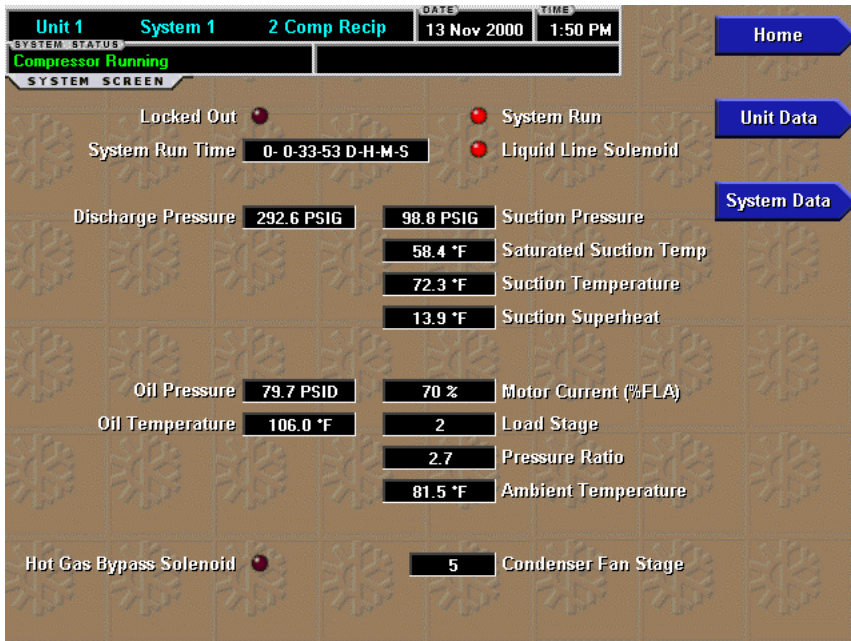 Unit 1 System 1 2 Comp Recip
DATE
13 Nov 2000
TIME
1:50 PM
SYSTEM STATUS
Compressor Running
SYSTEM SCREEN
Home
Unit Data
System Data
Locked Out
System Run
System Run Time 0- 0-33-53 D-H-M-S
Liquid Line Solenoid
Discharge Pressure 292.6 PSIG
98.8 PSIG Suction Pressure
58.4 °F Saturated Suction Temp
72.3 °F Suction Temperature
13.9 °F Suction Superheat
Oil Pressure 79.7 PSID
70 % Motor Current (%FLA)
Oil Temperature 106.0 °F
2 Load Stage
2.7 Pressure Ratio
81.5 °F Ambient Temperature
Hot Gas Bypass Solenoid
5 Condenser Fan Stage